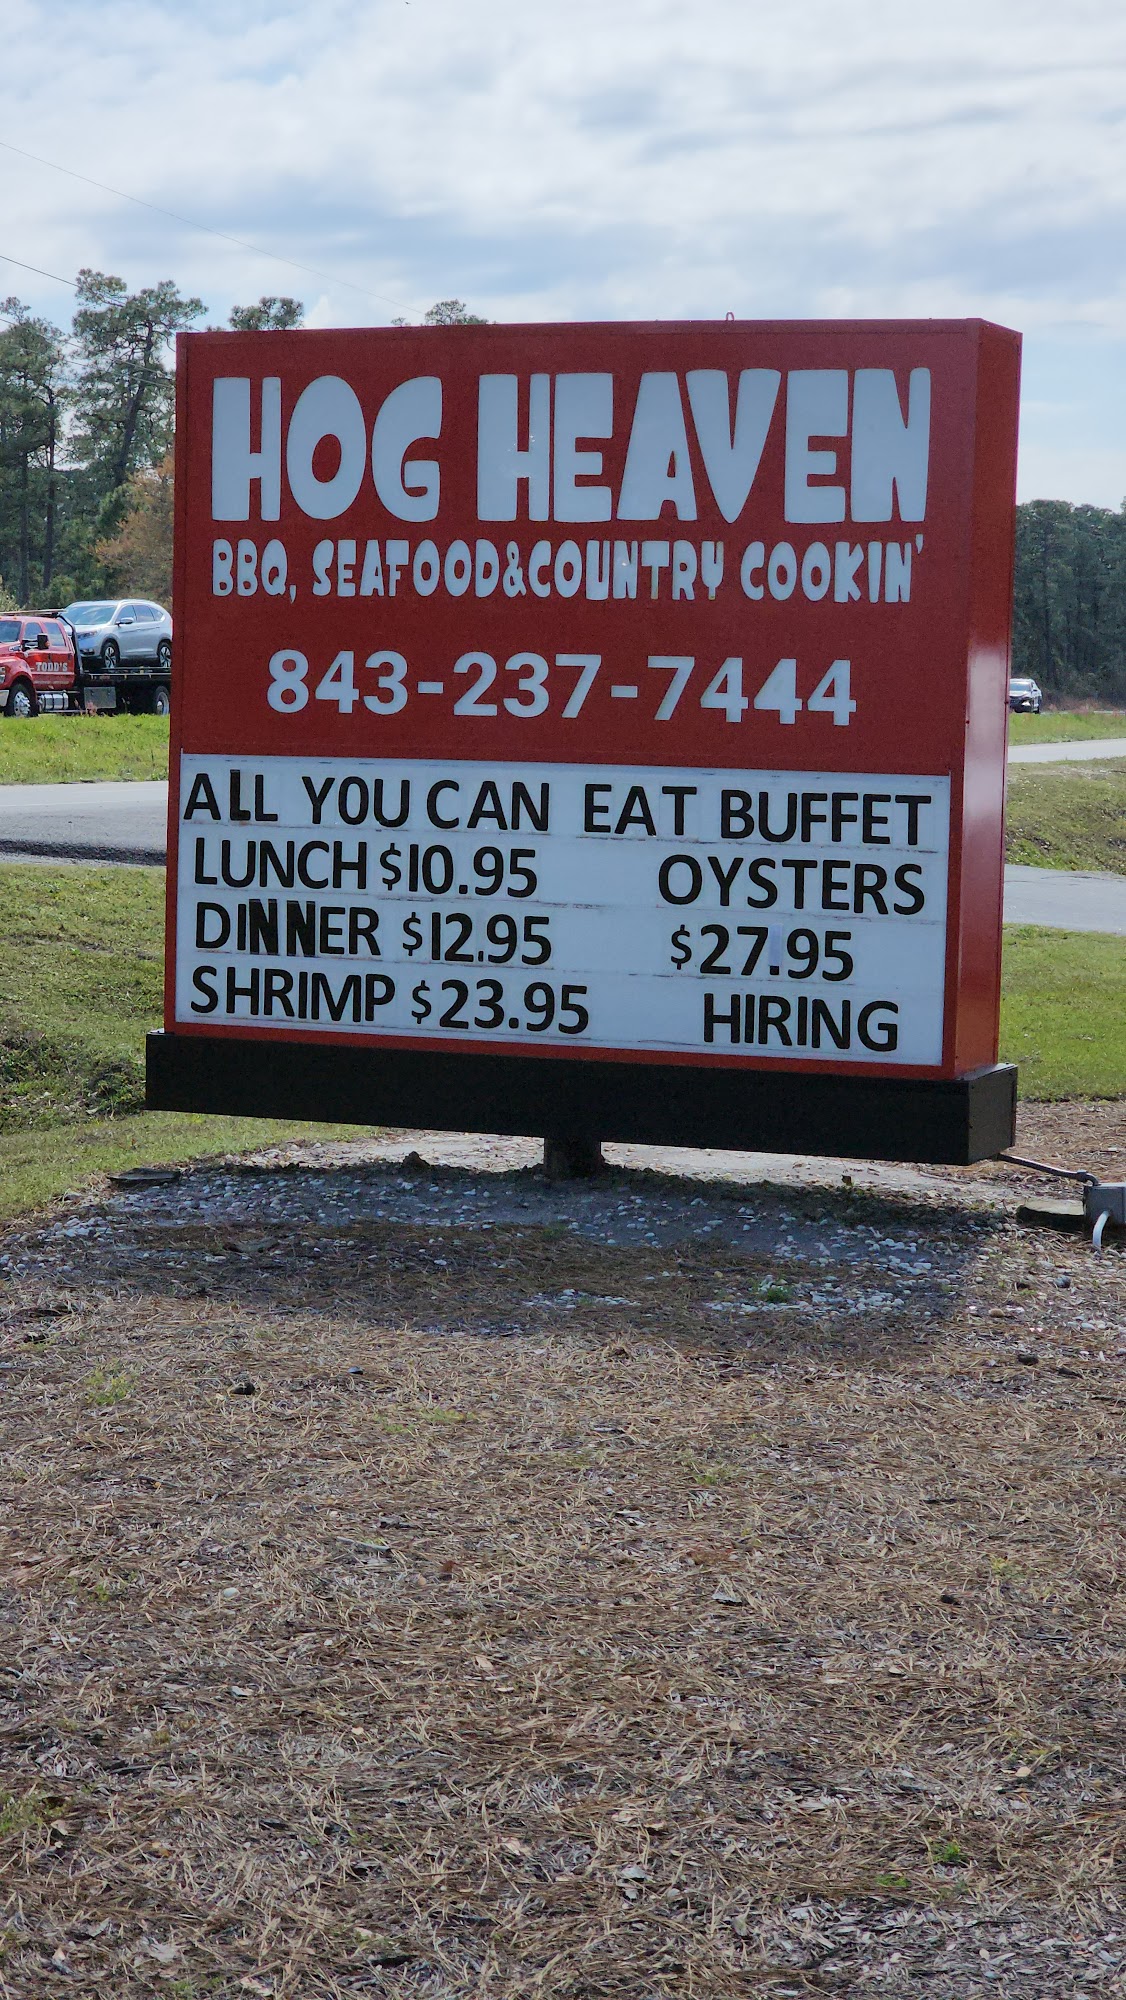 HOG HEAVEN
BBQ, SEAFOOD&COUNTRY COOKIN'
843-237-7444
ALL YOU CAN EAT BUFFET
LUNCH $10.95 OYSTERS
DINNER $12.95 $27.95
SHRIMP $23.95 HIRING
TODD'S